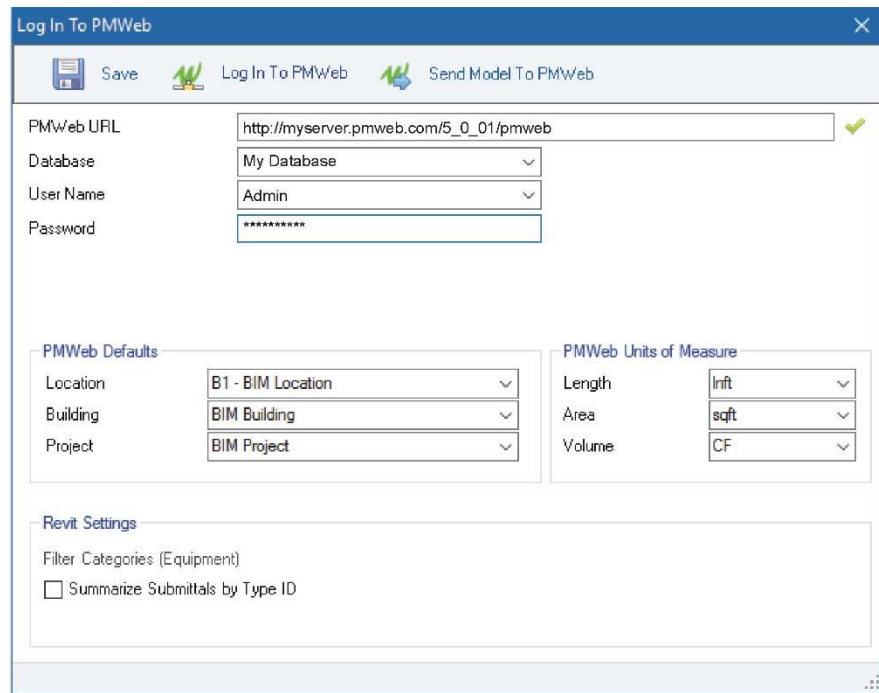 Log In To PMWeb
Save Log In To PMWeb Send Model To PMWeb
PMWeb URL http://myserver.pmweb.com/5_0_01/pmweb
Database My Database
User Name Admin
Password **********
PMWeb Defaults
Location B1 - BIM Location
Building BIM Building
Project BIM Project
PMWeb Units of Measure
Length lnft
Area sqft
Volume CF
Revit Settings
Filter Categories (Equipment)
Summarize Submittals by Type ID